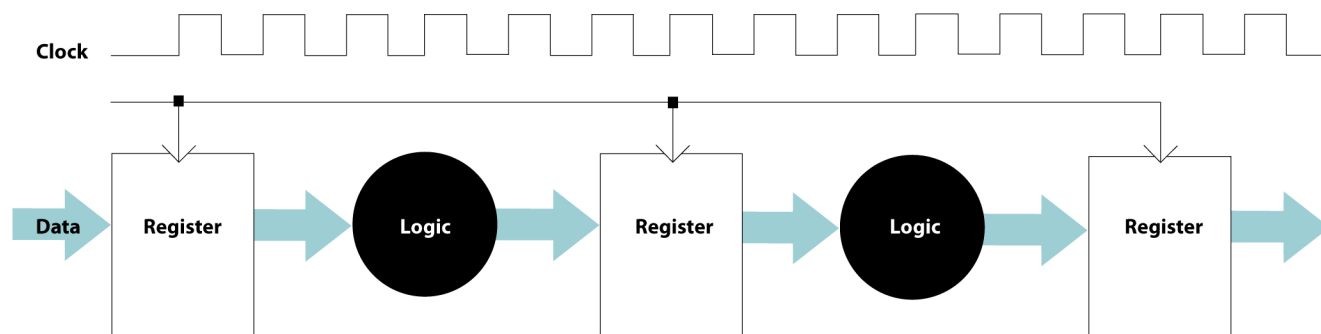 Clock
Data
Register
Logic
Register
Logic
Register